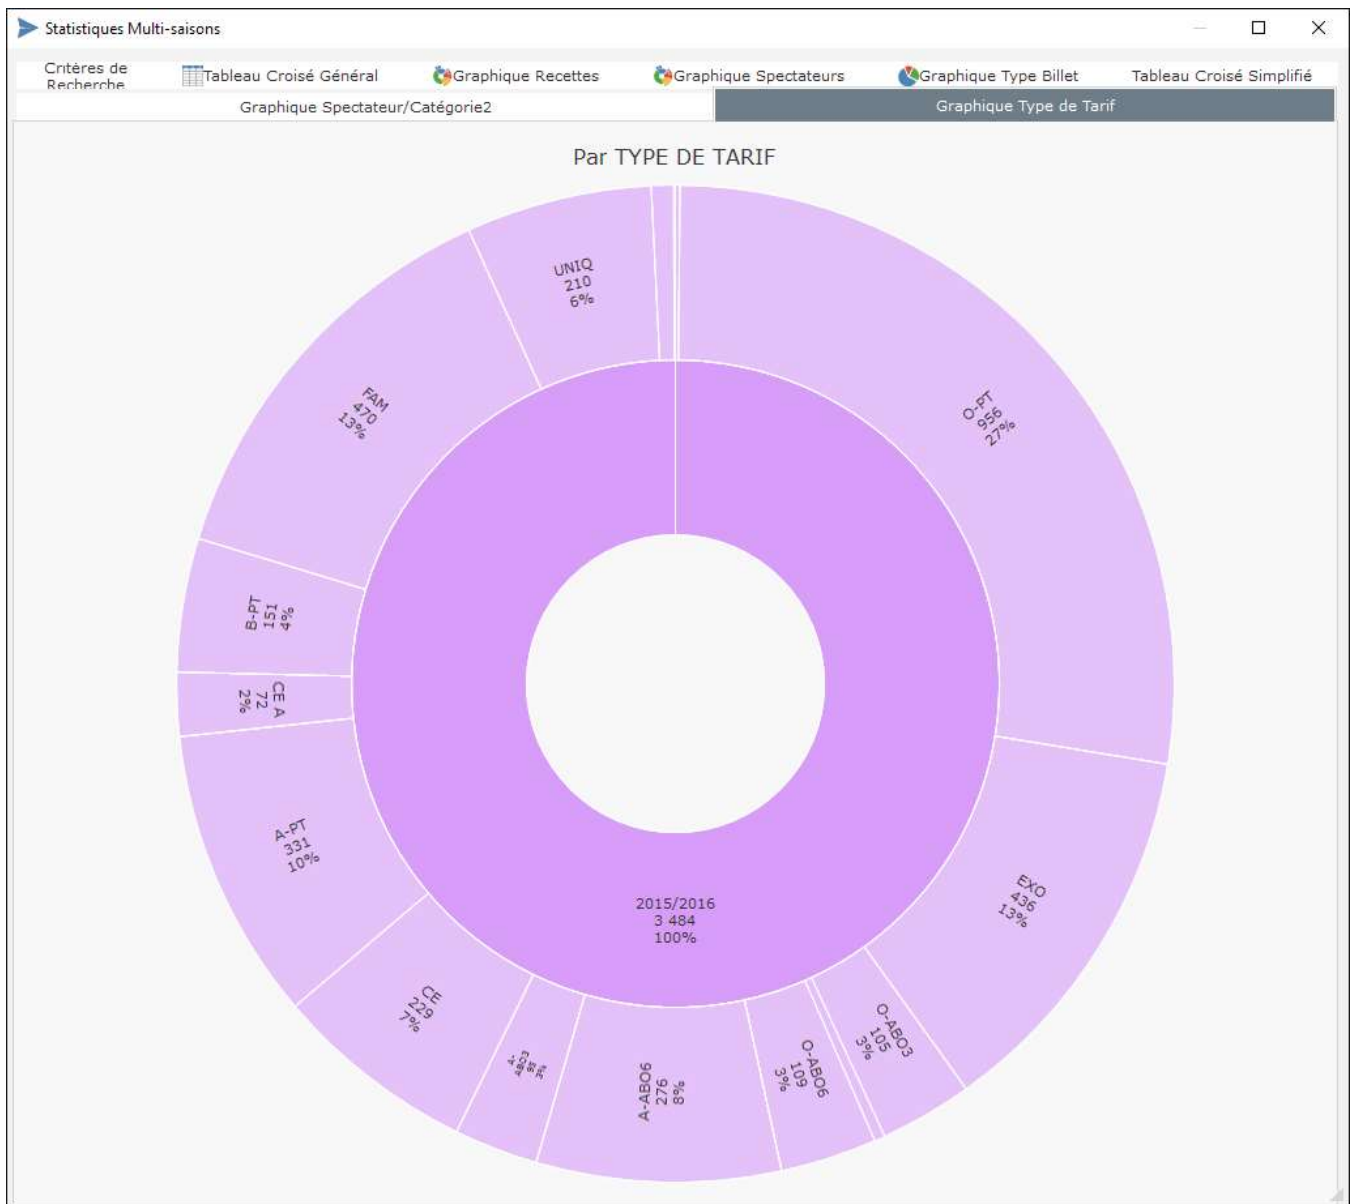 Statistiques Multi-saisons
Critères de
Recherche
Tableau Croisé Général
Graphique Recettes
Graphique Spectateurs
Graphique Type Billet
Tableau Croisé Simplifié
Graphique Spectateur/Catégorie2
Graphique Type de Tarif
Par TYPE DE TARIF
UNIQ
210
6%
O-PT
956
27%
FAM
470
13%
B-PT
151
4%
CE A
72
2%
A-PT
331
10%
EXO
436
13%
2015/2016
3 484
100%
CE
229
7%
O-ABO3
105
3%
O-ABO6
109
3%
A-ABO6
276
8%
A-
ABO3
3%